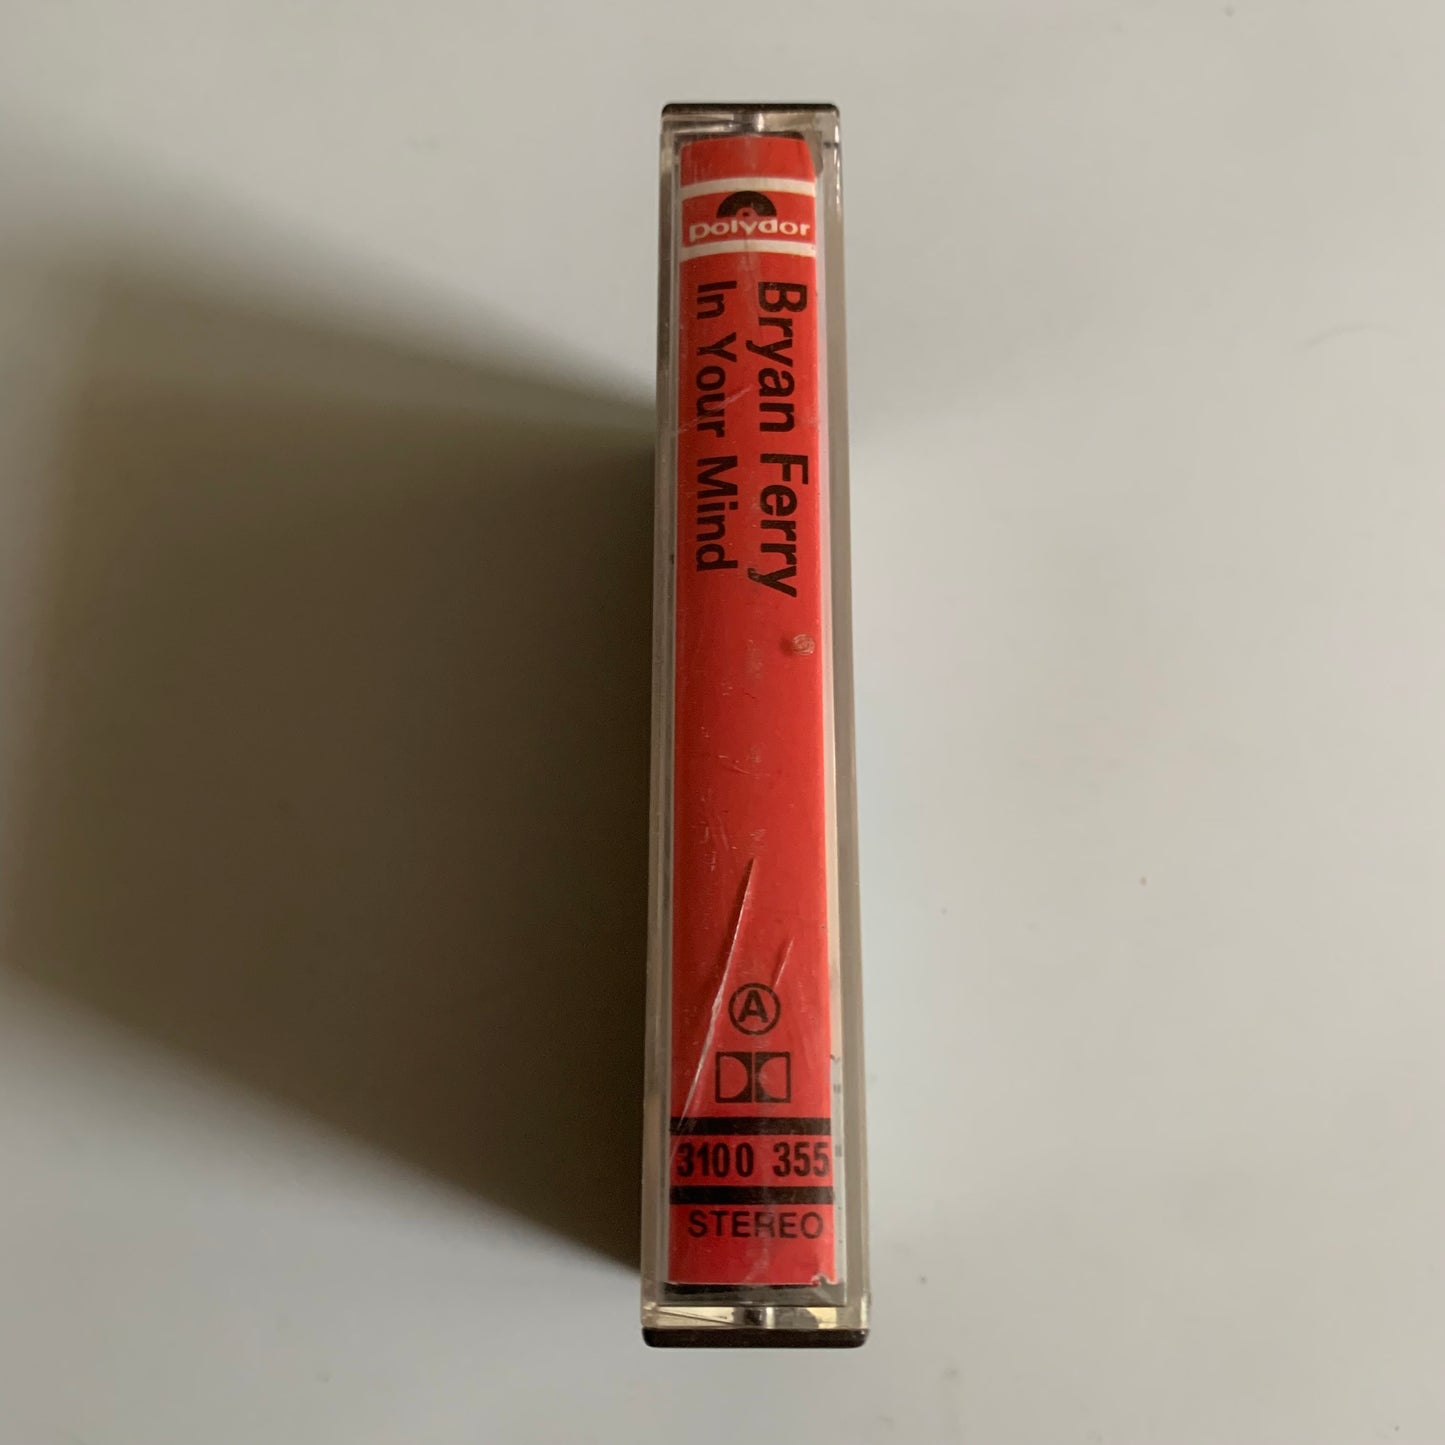 polydor
Bryan Ferry
In Your Mind
A
3100 355
STEREO